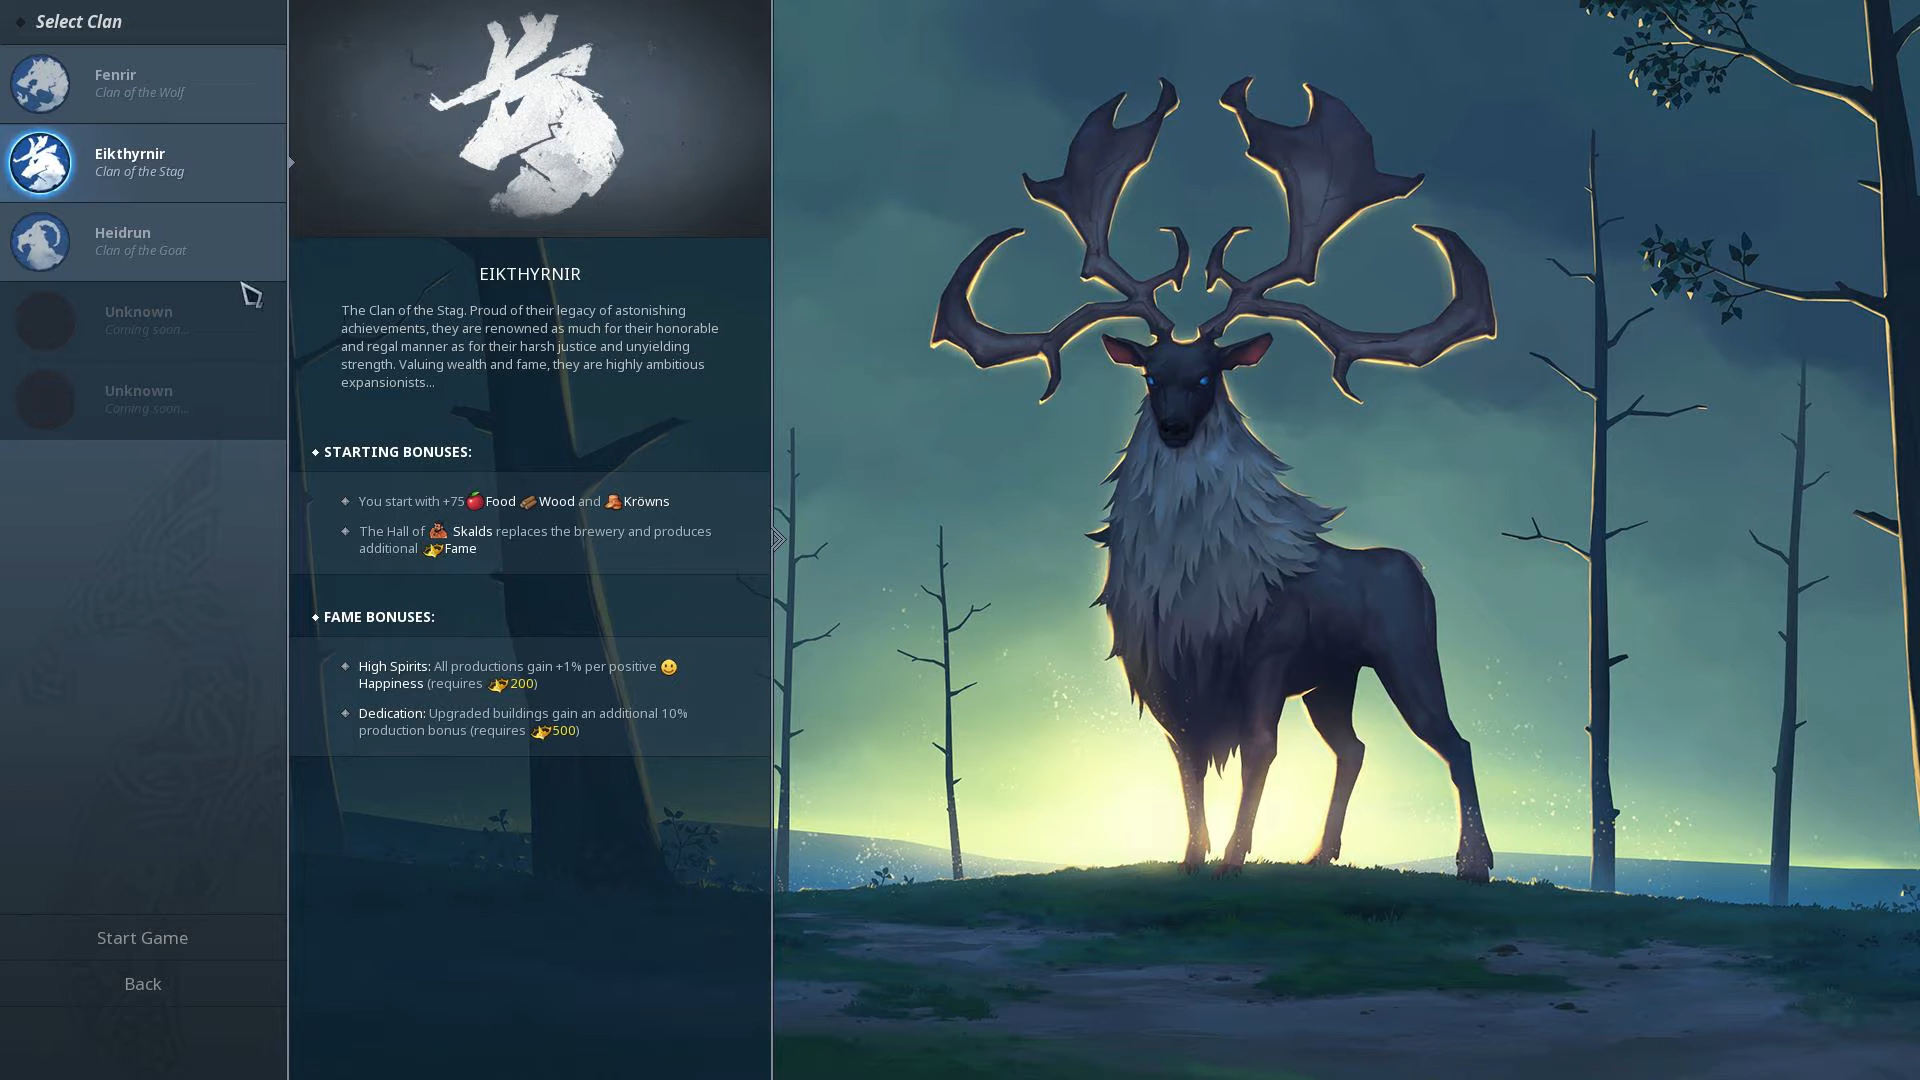 Select Clan
Fenrir
Clan of the Wolf
Eikthyrnir
Clan of the Stag
Heidrun
Clan of the Goat
Unknown
Coming soon...
Unknown
Coming soon...
Start Game
Back
EIKTHYRNIR
The Clan of the Stag. Proud of their legacy of astonishing
achievements, they are renowned as much for their honorable
and regal manner as for their harsh justice and unyielding
strength. Valuing wealth and fame, they are highly ambitious
expansionists...
STARTING BONUSES:
You start with +75 Food Wood and Kröwns
The Hall of Skalds replaces the brewery and produces
additional Fame
FAME BONUSES:
High Spirits: All productions gain +1% per positive
Happiness (requires 200)
Dedication: Upgraded buildings gain an additional 10%
production bonus (requires 500)